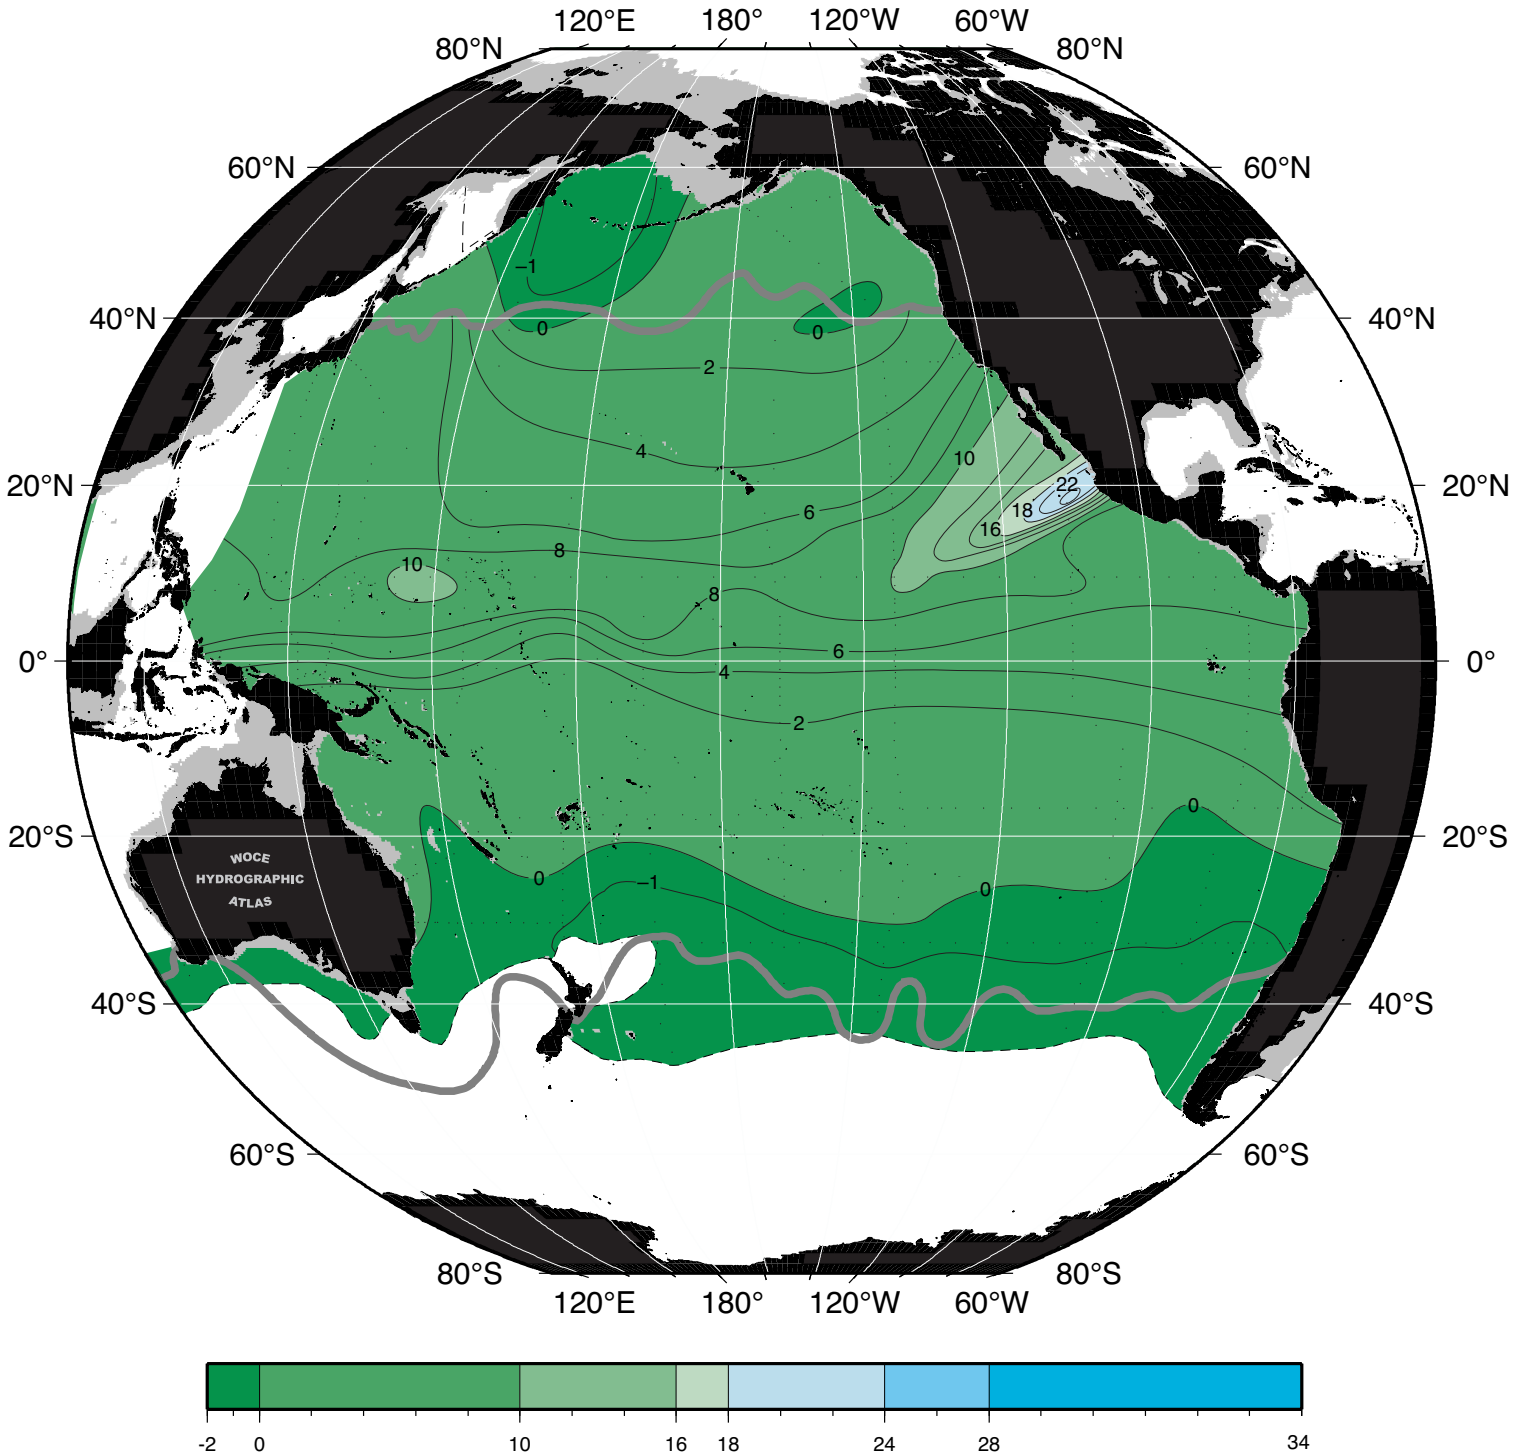 120°E 180° 120°W 60°W
80°N 80°N
60°N 60°N
–1
40°N 0 0 40°N
2
4 10
20°N 22 20°N
6 18
16
8
10
8
6
0° 0°
4
2
0
20°S 20°S
WOCE
HYDROGRAPHIC
ATLAS
0 –1 0
40°S 40°S
60°S 60°S
80°S 80°S
120°E 180° 120°W 60°W
-2 0 10 16 18 24 28 34